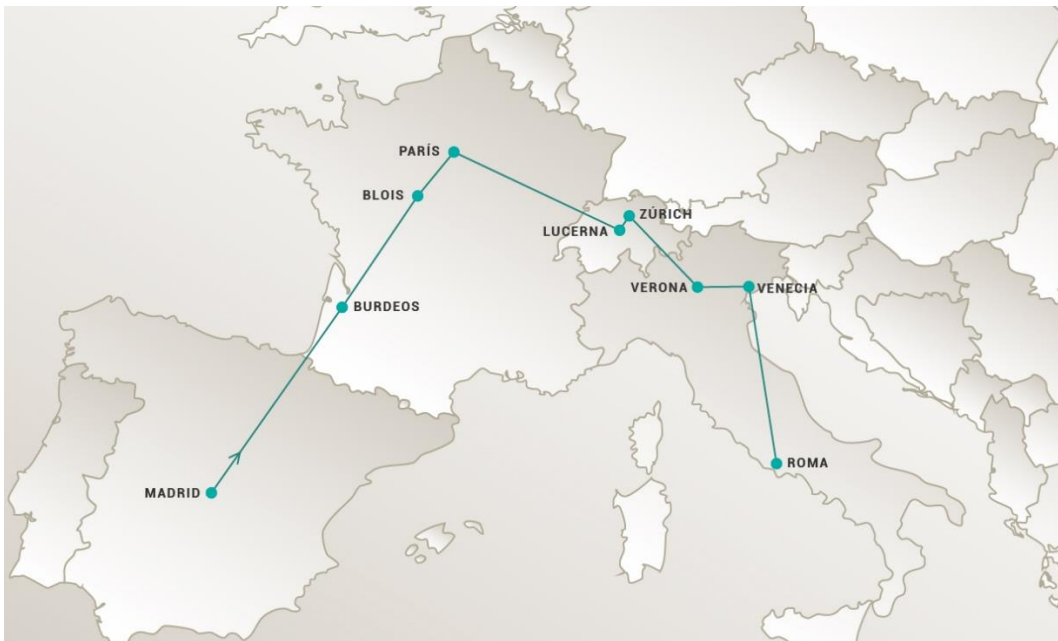 PARÍS
BLOIS
ZÚRICH
LUCERNA
VERONA
VENECIA
BURDEOS
ROMA
MADRID